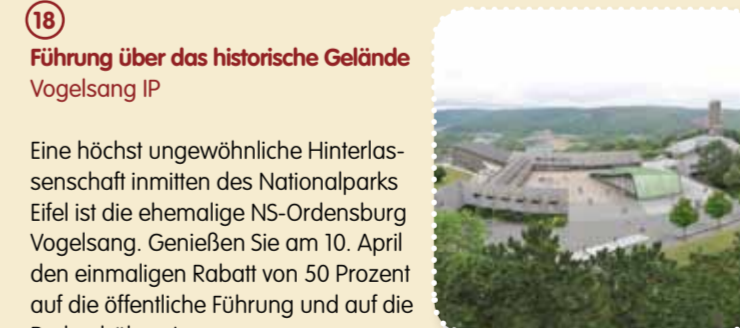 18
Führung über das historische Gelände
Vogelsang IP
Eine höchst ungewöhnliche Hinterlas-
senschaft inmitten des Nationalparks
Eifel ist die ehemalige NS-Ordensburg
Vogelsang. Genießen Sie am 10. April
den einmaligen Rabatt von 50 Prozent
auf die öffentliche Führung und auf die